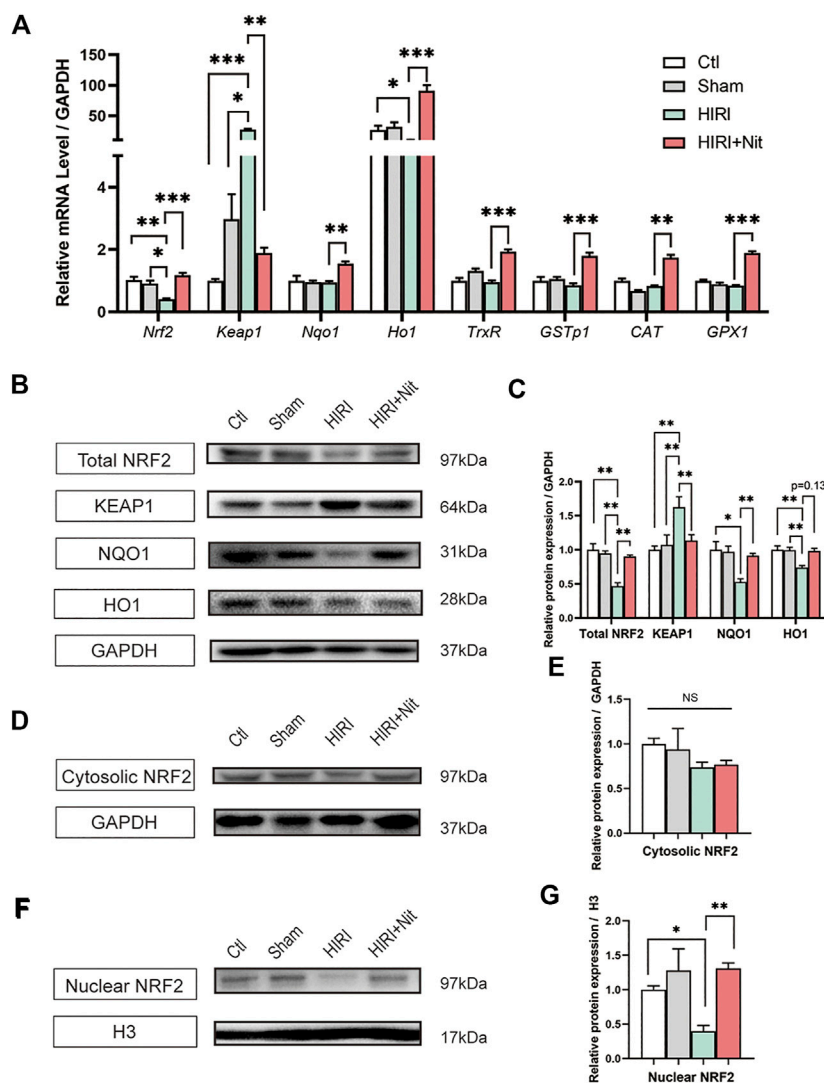 A
Relative mRNA Level / GAPDH
150
100
50
4
2
0
*** ** * *** ** * *** ** * *** *** *** ** ***
Ctl
Sham
HIRI
HIRI+Nit
Nrf2 Keap1 Nqo1 Ho1 TrxR GSTp1 CAT GPX1
B
Ctl Sham HIRI HIRI+Nit
Total NRF2 97kDa
KEAP1 64kDa
NQO1 31kDa
HO1 28kDa
GAPDH 37kDa
C
Relative protein expression / GAPDH
2.0
1.5
1.0
0.5
0.0
** ** ** ** ** ** * ** ** ** p=0.13
Total NRF2 KEAP1 NQO1 HO1
D
Ctl Sham HIRI HIRI+Nit
Cytosolic NRF2 97kDa
GAPDH 37kDa
E
Relative protein expression / GAPDH
1.5
1.0
0.5
0.0
NS
Cytosolic NRF2
F
Ctl Sham HIRI HIRI+Nit
Nuclear NRF2 97kDa
H3 17kDa
G
Relative protein expression / H3
2.0
1.5
1.0
0.5
0.0
* **
Nuclear NRF2